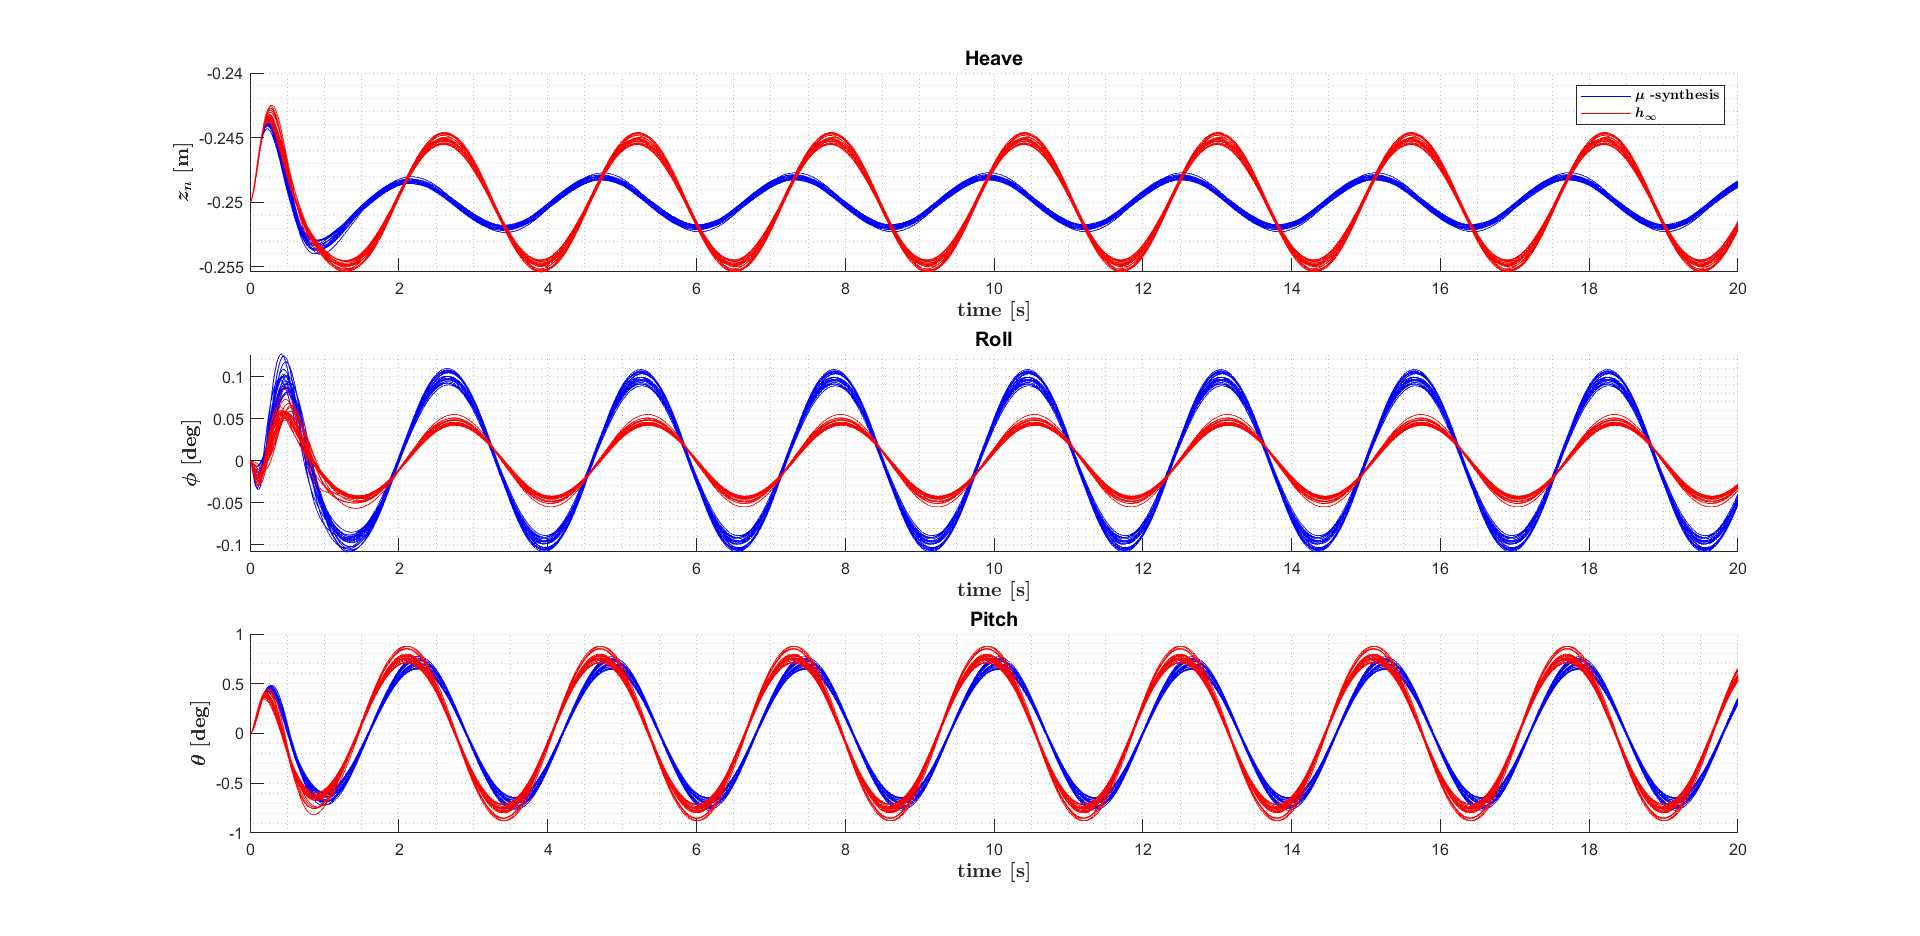 Heave
-0.24
-0.245
-0.25
-0.255
z_n [m]
μ -synthesis
h_∞
0 2 4 6 8 10 12 14 16 18 20
time [s]
Roll
0.1
0.05
0
-0.05
-0.1
ϕ [deg]
0 2 4 6 8 10 12 14 16 18 20
time [s]
Pitch
1
0.5
0
-0.5
-1
θ [deg]
0 2 4 6 8 10 12 14 16 18 20
time [s]